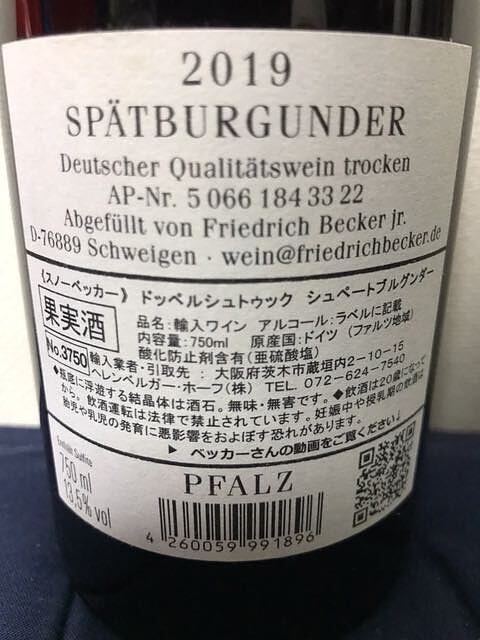 2019
SPÄTBURGUNDER
Deutscher Qualitätswein trocken
AP-Nr. 5 066 184 33 22
Abgefüllt von Friedrich Becker jr.
D-76889 Schweigen · wein@friedrichbecker.de
《スノーベッカー》 ドッペルシュトゥック シュペートブルグンダー
果実酒
品名:輸入ワイン アルコール:ラベルに記載
内容量:750ml 原産国:ドイツ (ファルツ地域)
酸化防止剤含有(亜硫酸塩)
No.3750 輸入業者・引取先 : 大阪府茨木市蔵垣内2-10-15
ヘレンベルガー・ホーフ(株) TEL. 072-624-7540
◆瓶底に浮遊する結晶体は酒石。無味・無害です。◆飲酒は20歳になって
から。飲酒運転は法律で禁止されています。妊娠中や授乳期の飲酒は
胎児や乳児の発育に悪影響をおよぼす恐れがあります。
▶ ベッカーさんの動画をご覧ください♩
Enthält Sulfite
750 ml
13,5% vol
PFALZ
4 260059 991896